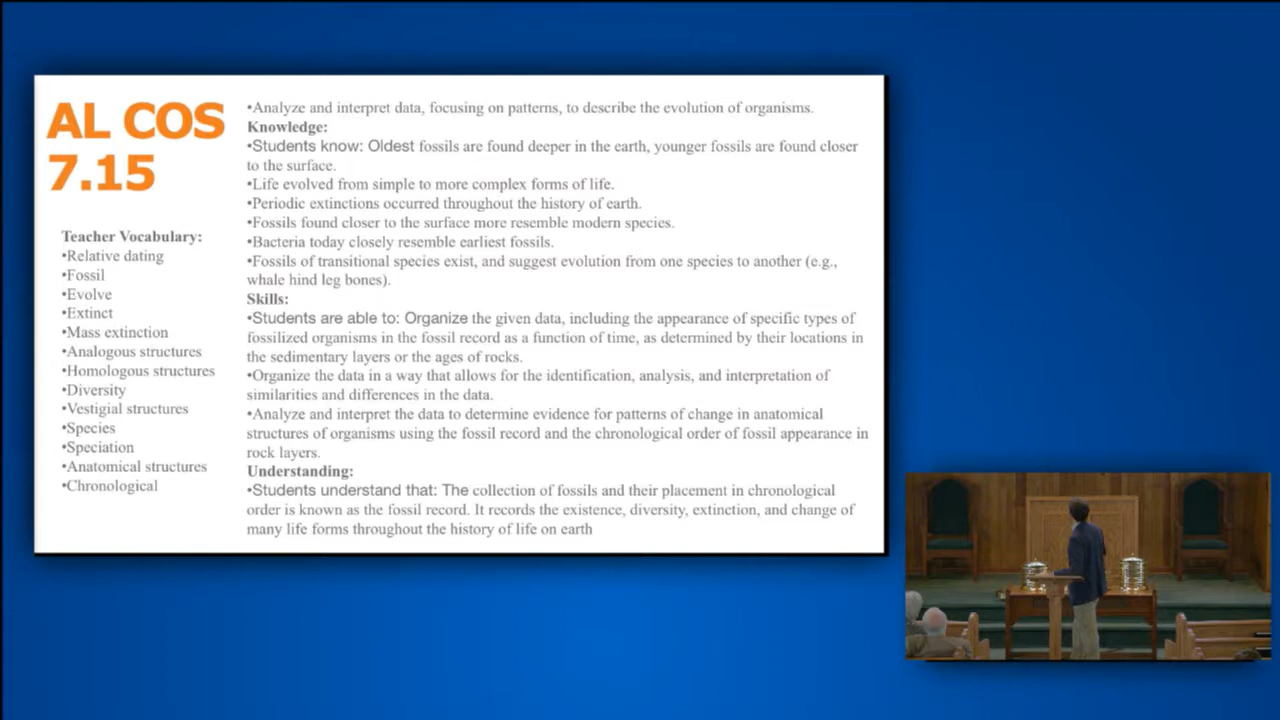 AL COS
7.15
Teacher Vocabulary:
•Relative dating
•Fossil
•Evolve
•Extinct
•Mass extinction
•Analogous structures
•Homologous structures
•Diversity
•Vestigial structures
•Species
•Speciation
•Anatomical structures
•Chronological
•Analyze and interpret data, focusing on patterns, to describe the evolution of organisms.
Knowledge:
•Students know: Oldest fossils are found deeper in the earth, younger fossils are found closer
to the surface.
•Life evolved from simple to more complex forms of life.
•Periodic extinctions occurred throughout the history of earth.
•Fossils found closer to the surface more resemble modern species.
•Bacteria today closely resemble earliest fossils.
•Fossils of transitional species exist, and suggest evolution from one species to another (e.g.,
whale hind leg bones).
Skills:
•Students are able to: Organize the given data, including the appearance of specific types of
fossilized organisms in the fossil record as a function of time, as determined by their locations in
the sedimentary layers or the ages of rocks.
•Organize the data in a way that allows for the identification, analysis, and interpretation of
similarities and differences in the data.
•Analyze and interpret the data to determine evidence for patterns of change in anatomical
structures of organisms using the fossil record and the chronological order of fossil appearance in
rock layers.
Understanding:
•Students understand that: The collection of fossils and their placement in chronological
order is known as the fossil record. It records the existence, diversity, extinction, and change of
many life forms throughout the history of life on earth